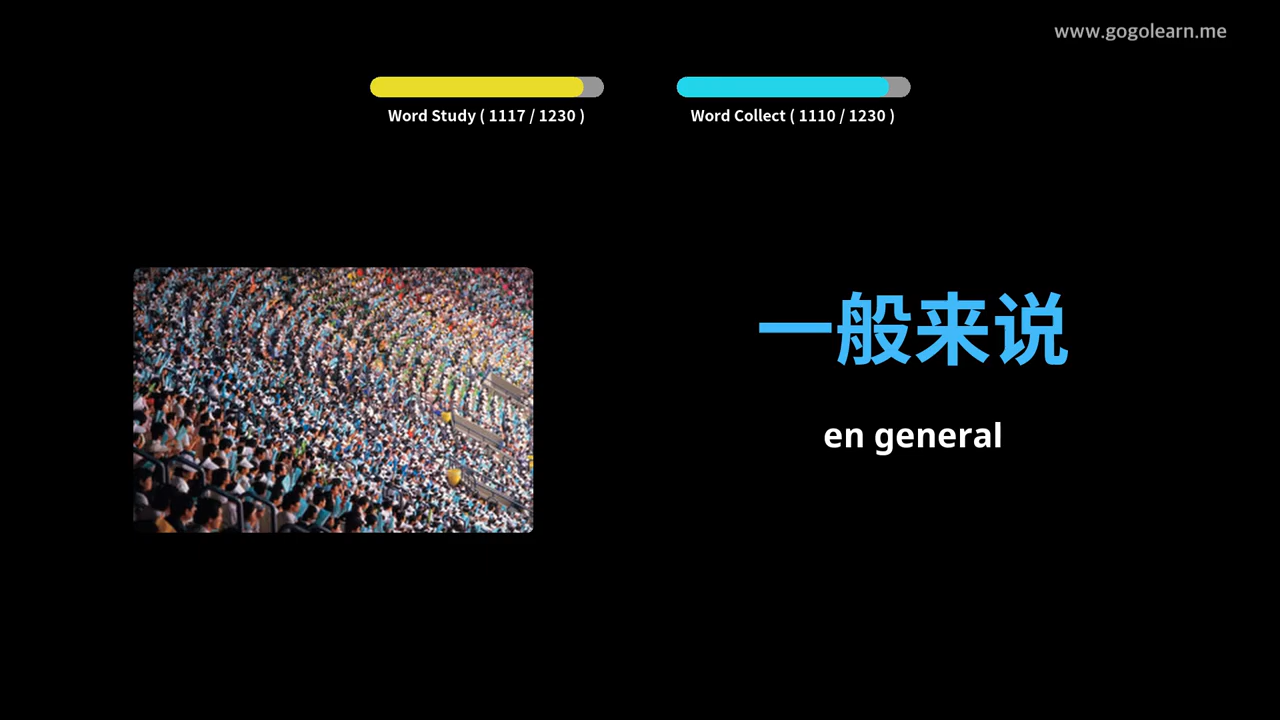 www.gogolearn.me
Word Study ( 1117 / 1230 )
Word Collect ( 1110 / 1230 )
一般来说
en general